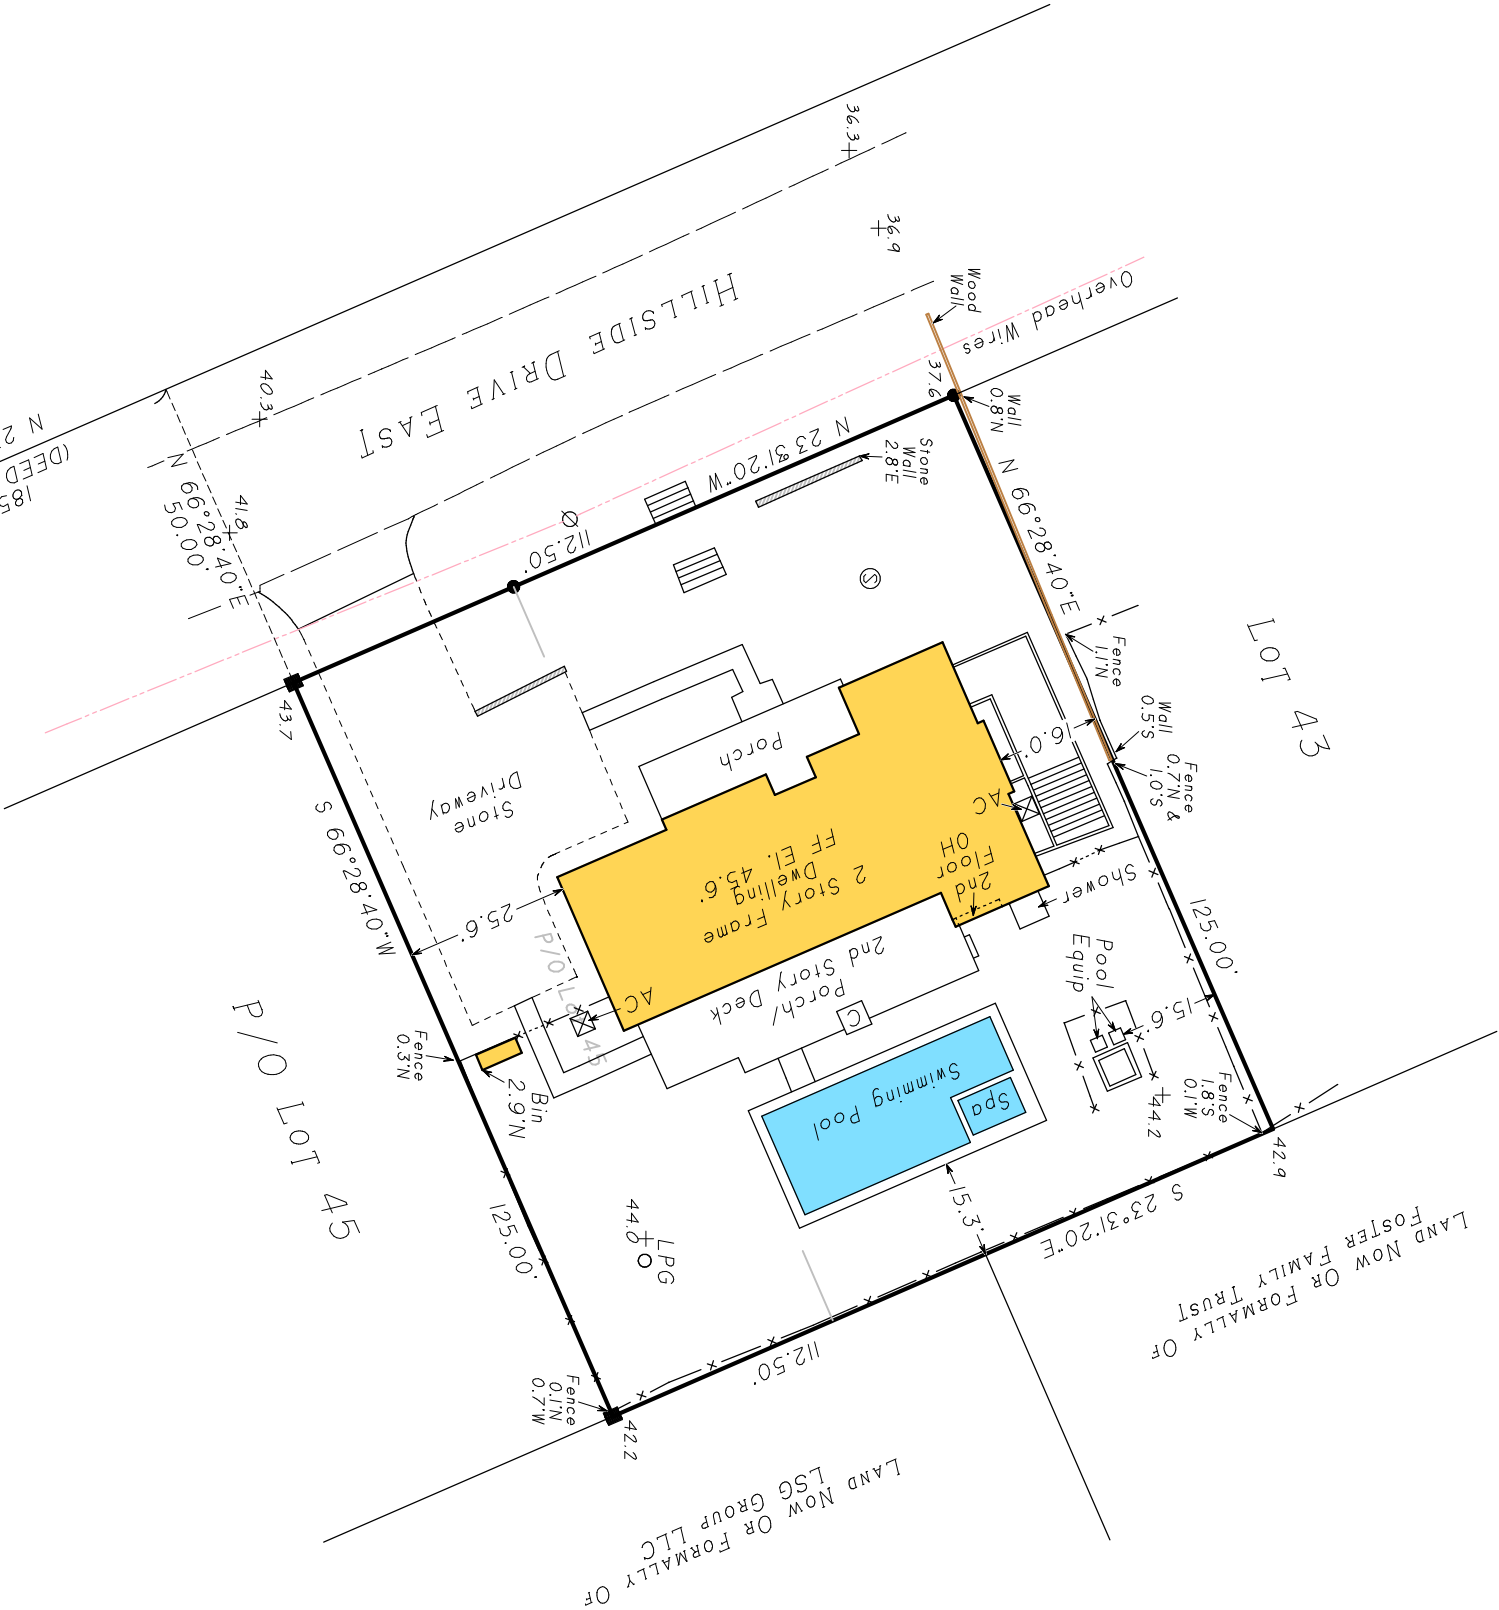 36.3
36.9
Wood
Wall
Overhead Wires
HILLSIDE DRIVE EAST
40.3
41.8
N 66°28'40"E
50.00'
N 2
(DEED
185
37.6
Wall
0.8'N
N 23°31'20"W
112.50'
Stone
Wall
2.8'E
N 66°28'40"E
125.00'
S
Fence
1.1'N
Wall
0.5'S
Fence
0.7'N &
1.0'S
LOT 43
43.7
S 66°28'40"W
125.00'
Stone
Driveway
Porch
16.0'
AC
2 Story Frame
Dwelling
FF El. 45.6'
2nd
Floor
OH
Shower
25.6'
P/O Lot 45
AC
2nd Story Deck
Porch/
C
Pool
Equip
15.6'
P/O LOT 45
Fence
0.3'N
Bin
2.9'N
Swimming Pool
Spa
44.2
Fence
1.8'S
0.1'W
42.9
15.3'
S 23°31'20"E
112.50'
44.0
LPG
Fence
0.1'N
0.7'W
42.2
LAND NOW OR FORMALLY OF
FOSTER FAMILY TRUST
LAND NOW OR FORMALLY OF
LSG GROUP LLC